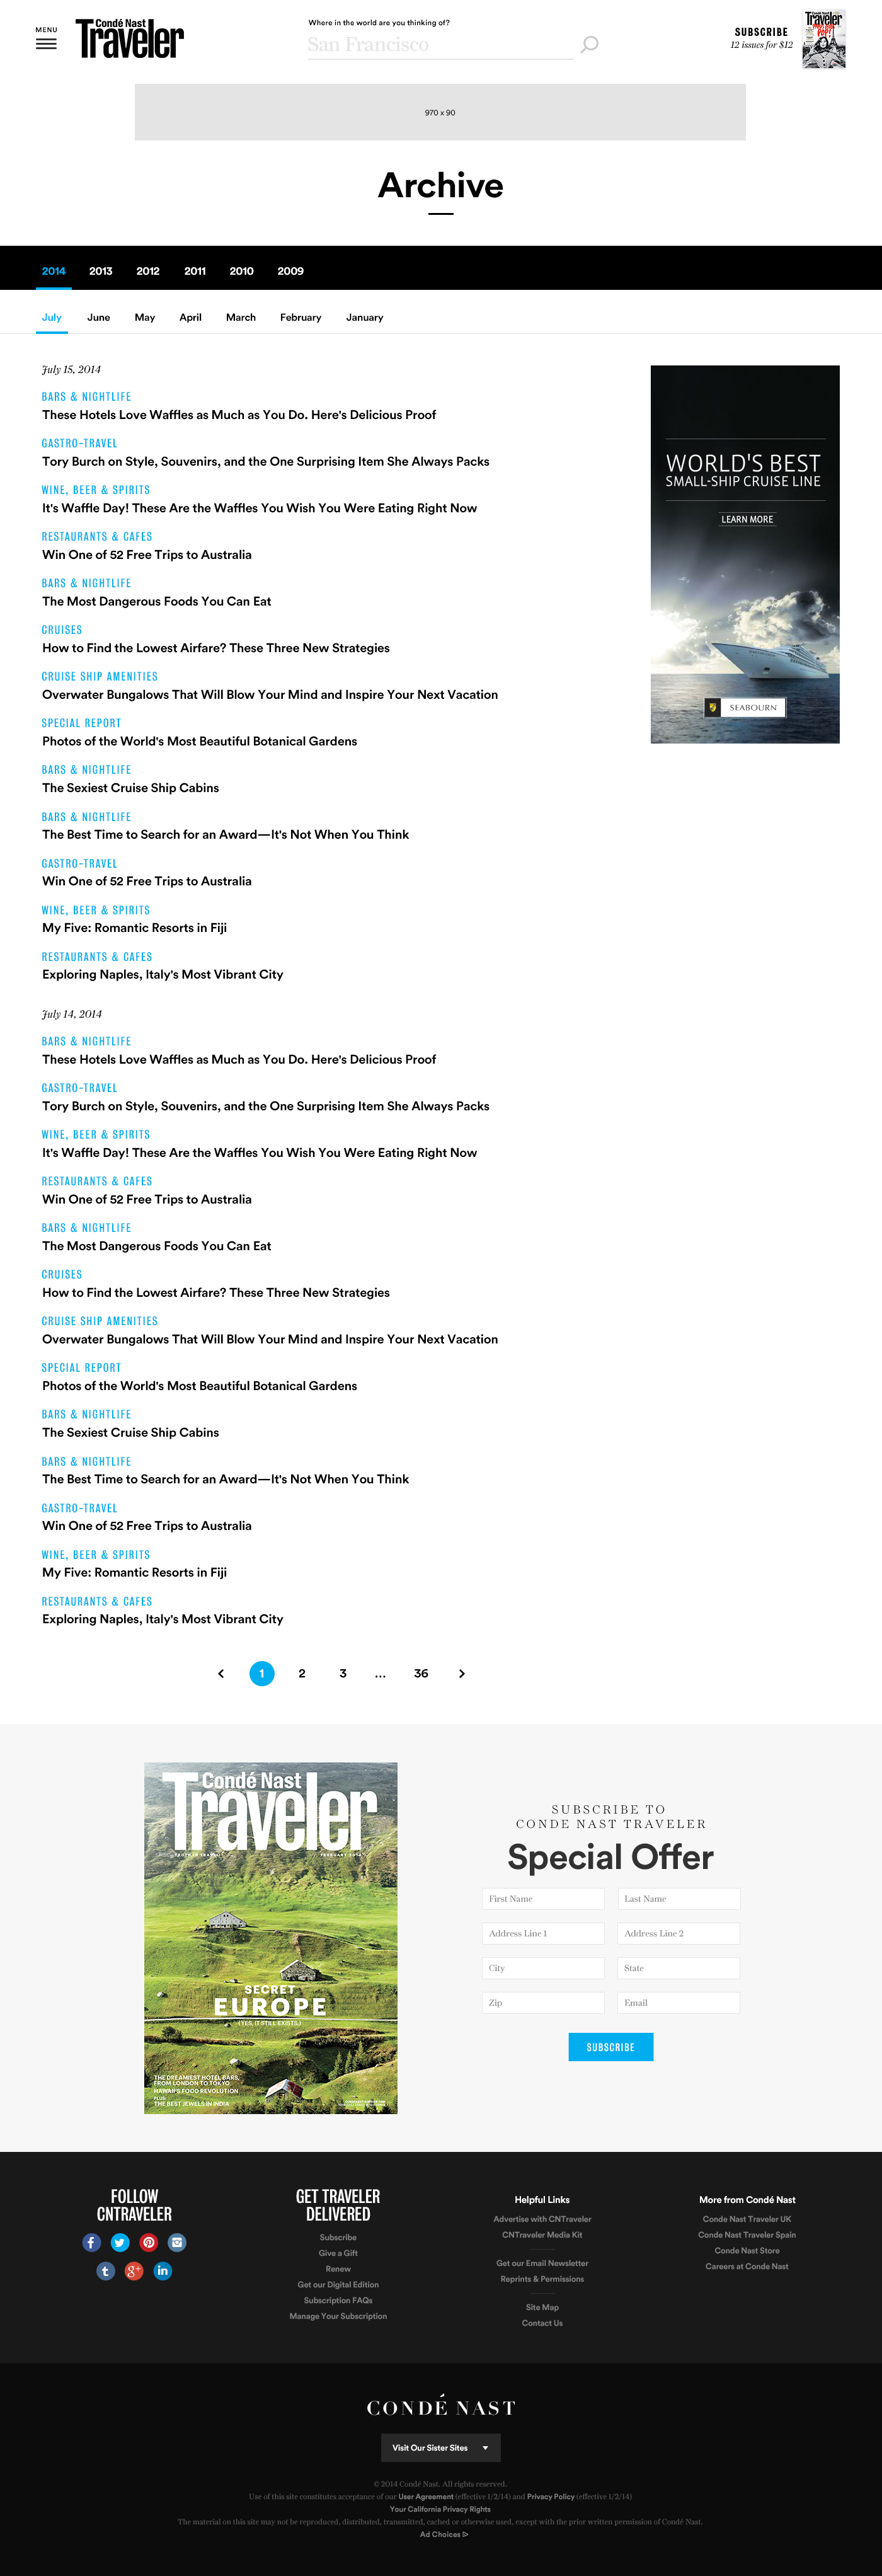 MENU
Condé Nast
Traveler
Where in the world are you thinking of?
San Francisco
SUBSCRIBE
12 issues for $12
Condé Nast
Traveler
970 x 90
Archive
2014 2013 2012 2011 2010 2009
July June May April March February January
July 15, 2014
BARS & NIGHTLIFE
These Hotels Love Waffles as Much as You Do. Here's Delicious Proof
GASTRO-TRAVEL
Tory Burch on Style, Souvenirs, and the One Surprising Item She Always Packs
WINE, BEER & SPIRITS
It's Waffle Day! These Are the Waffles You Wish You Were Eating Right Now
RESTAURANTS & CAFES
Win One of 52 Free Trips to Australia
BARS & NIGHTLIFE
The Most Dangerous Foods You Can Eat
CRUISES
How to Find the Lowest Airfare? These Three New Strategies
CRUISE SHIP AMENITIES
Overwater Bungalows That Will Blow Your Mind and Inspire Your Next Vacation
SPECIAL REPORT
Photos of the World's Most Beautiful Botanical Gardens
BARS & NIGHTLIFE
The Sexiest Cruise Ship Cabins
BARS & NIGHTLIFE
The Best Time to Search for an Award—It's Not When You Think
GASTRO-TRAVEL
Win One of 52 Free Trips to Australia
WINE, BEER & SPIRITS
My Five: Romantic Resorts in Fiji
RESTAURANTS & CAFES
Exploring Naples, Italy's Most Vibrant City
WORLD'S BEST
SMALL-SHIP CRUISE LINE
LEARN MORE
SEABOURN
July 14, 2014
BARS & NIGHTLIFE
These Hotels Love Waffles as Much as You Do. Here's Delicious Proof
GASTRO-TRAVEL
Tory Burch on Style, Souvenirs, and the One Surprising Item She Always Packs
WINE, BEER & SPIRITS
It's Waffle Day! These Are the Waffles You Wish You Were Eating Right Now
RESTAURANTS & CAFES
Win One of 52 Free Trips to Australia
BARS & NIGHTLIFE
The Most Dangerous Foods You Can Eat
CRUISES
How to Find the Lowest Airfare? These Three New Strategies
CRUISE SHIP AMENITIES
Overwater Bungalows That Will Blow Your Mind and Inspire Your Next Vacation
SPECIAL REPORT
Photos of the World's Most Beautiful Botanical Gardens
BARS & NIGHTLIFE
The Sexiest Cruise Ship Cabins
BARS & NIGHTLIFE
The Best Time to Search for an Award—It's Not When You Think
GASTRO-TRAVEL
Win One of 52 Free Trips to Australia
WINE, BEER & SPIRITS
My Five: Romantic Resorts in Fiji
RESTAURANTS & CAFES
Exploring Naples, Italy's Most Vibrant City
1 2 3 ... 36
Condé Nast
Traveler
TRUTH IN TRAVEL
FEBRUARY 2014
SECRET
EUROPE
(YES, IT STILL EXISTS.)
THE DREAMIEST HOTEL BARS,
FROM LONDON TO TOKYO
HAWAII'S FOOD REVOLUTION
PLUS:
THE BEST JEWELS IN INDIA
SUBSCRIBE TO
CONDE NAST TRAVELER
Special Offer
First Name Last Name
Address Line 1 Address Line 2
City State
Zip Email
SUBSCRIBE
FOLLOW
CNTRAVELER
GET TRAVELER
DELIVERED
Subscribe
Give a Gift
Renew
Get our Digital Edition
Subscription FAQs
Manage Your Subscription
Helpful Links
Advertise with CNTraveler
CNTraveler Media Kit
Get our Email Newsletter
Reprints & Permissions
Site Map
Contact Us
More from Condé Nast
Conde Nast Traveler UK
Conde Nast Traveler Spain
Conde Nast Store
Careers at Conde Nast
CONDÉ NAST
Visit Our Sister Sites
© 2014 Condé Nast. All rights reserved.
Use of this site constitutes acceptance of our User Agreement (effective 1/2/14) and Privacy Policy (effective 1/2/14)
Your California Privacy Rights
The material on this site may not be reproduced, distributed, transmitted, cached or otherwise used, except with the prior written permission of Condé Nast.
Ad Choices